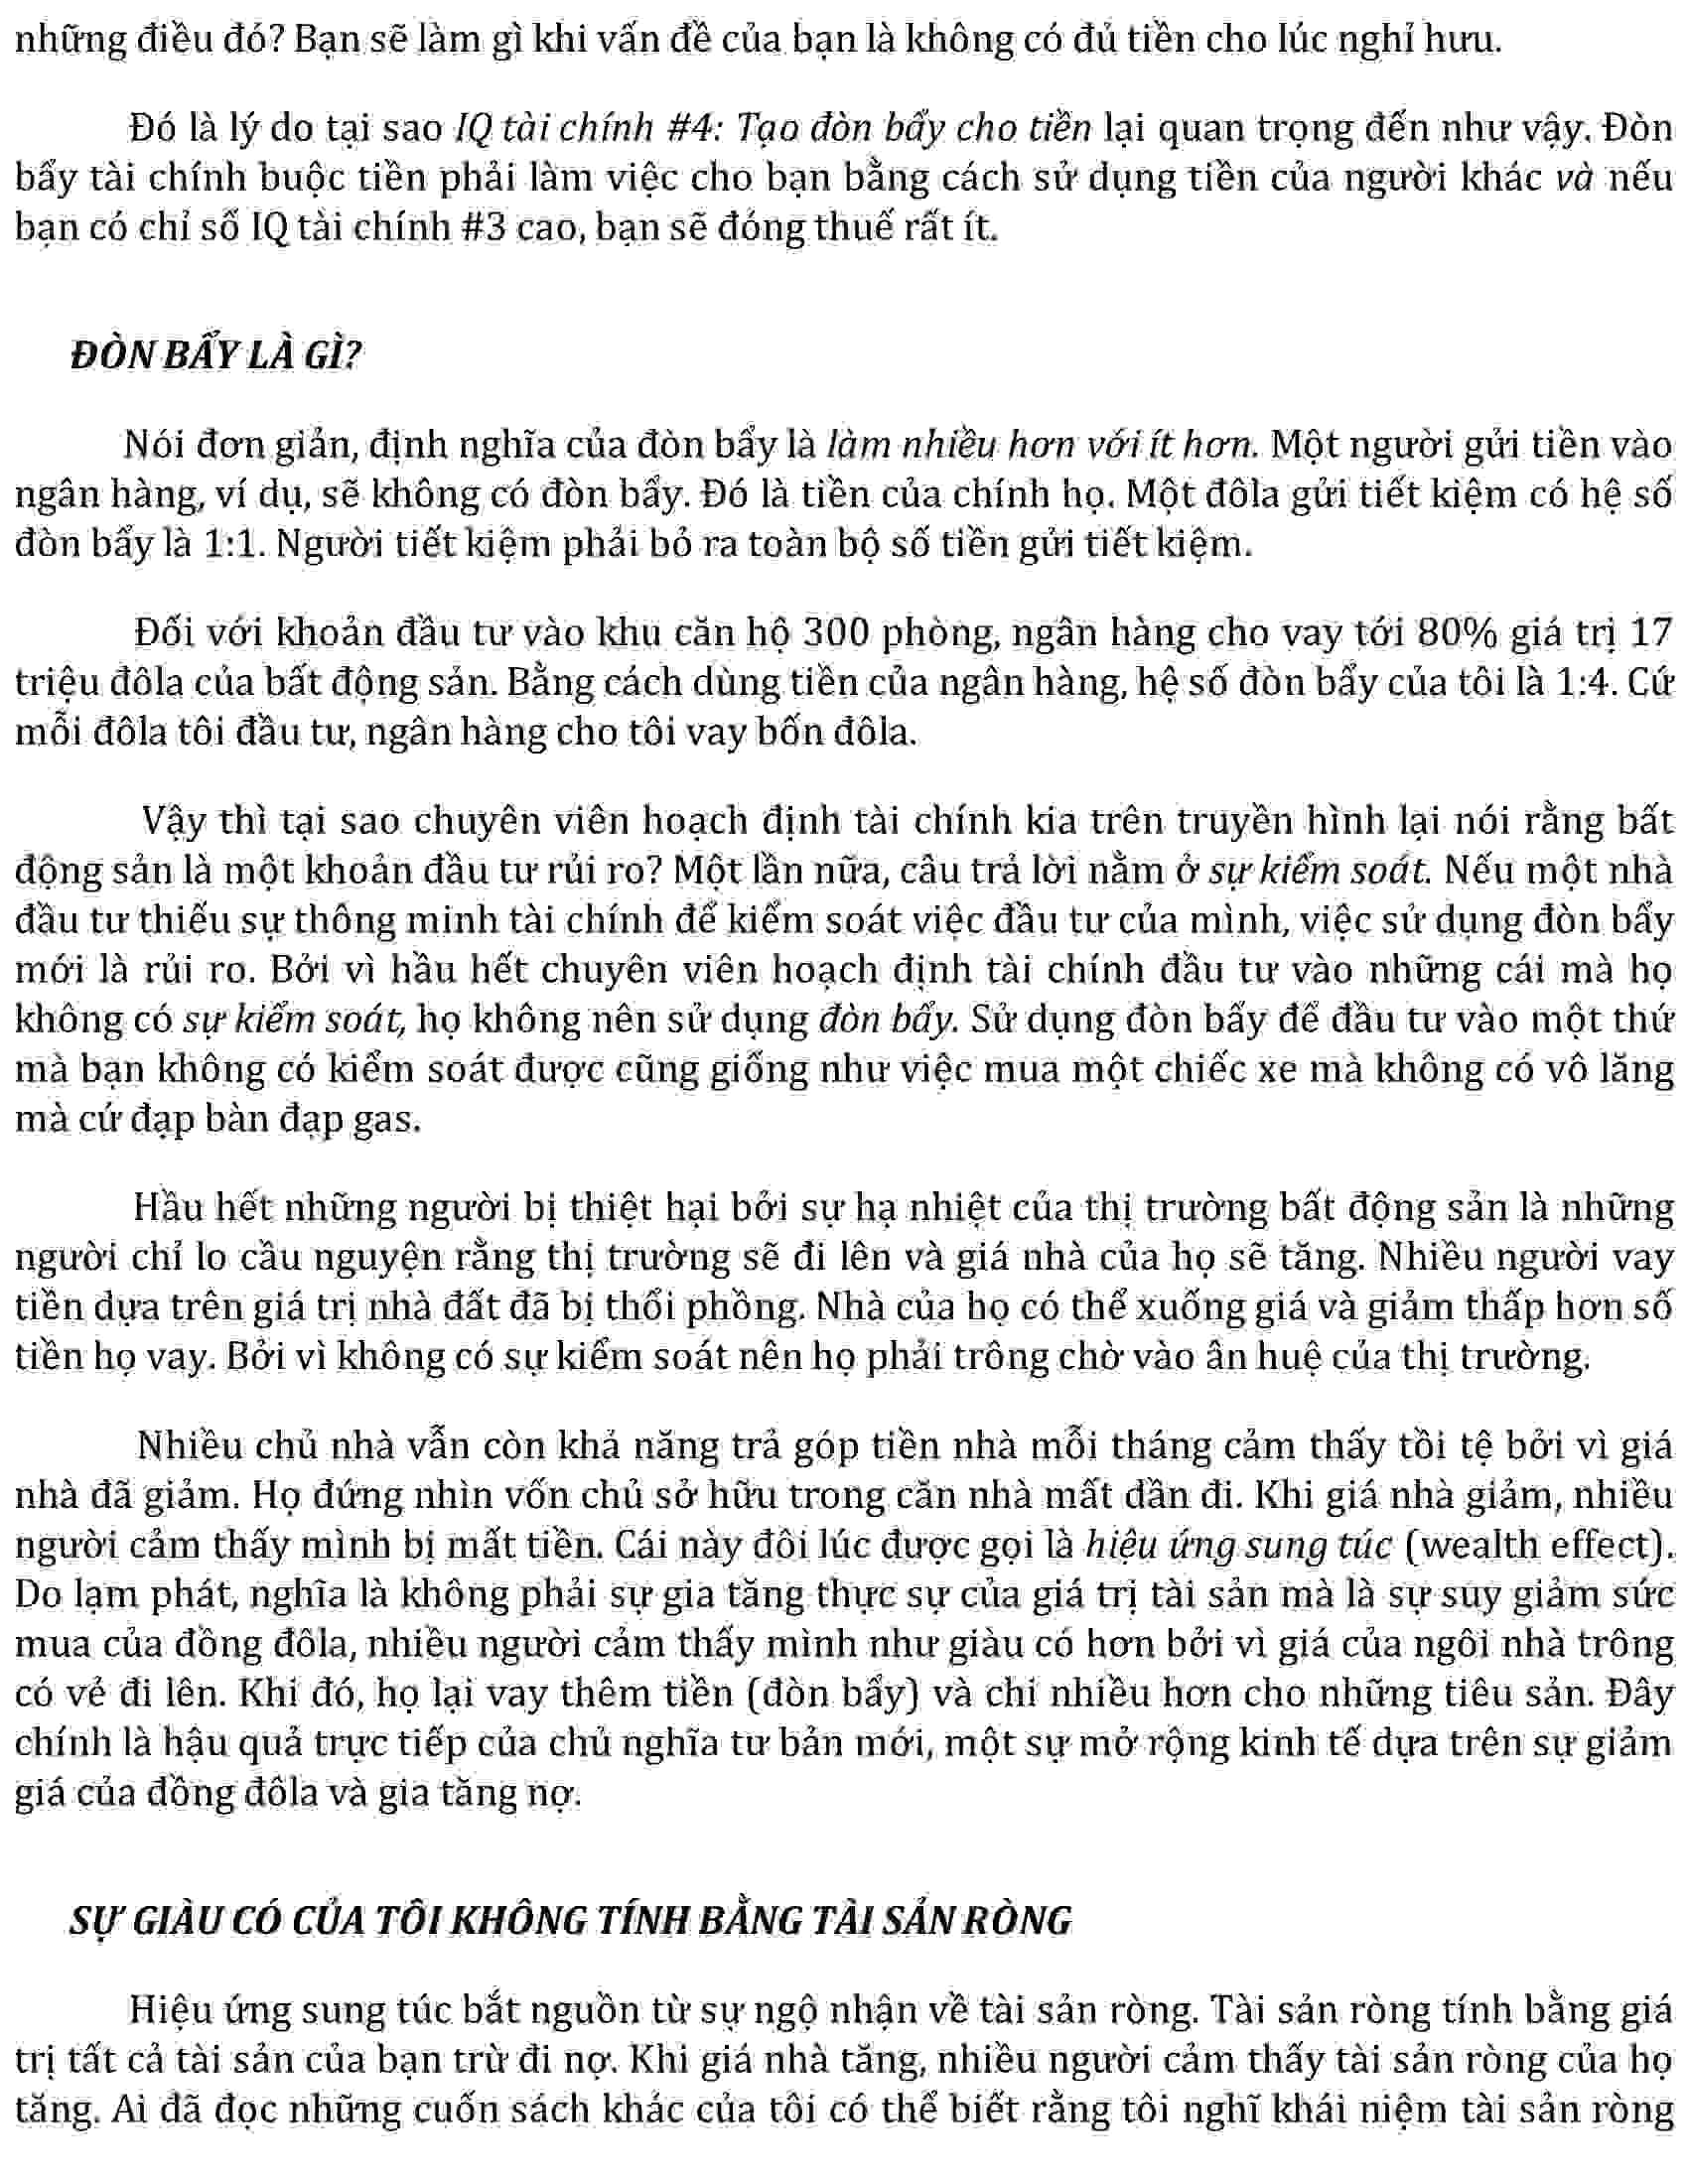 những điều đó? Bạn sẽ làm gì khi vấn đề của bạn là không có đủ tiền cho lúc nghỉ hưu.
Đó là lý do tại sao IQ tài chính #4: Tạo đòn bẩy cho tiền lại quan trọng đến như vậy. Đòn
bẩy tài chính buộc tiền phải làm việc cho bạn bằng cách sử dụng tiền của người khác và nếu
bạn có chỉ số IQ tài chính #3 cao, bạn sẽ đóng thuế rất ít.
ĐÒN BẨY LÀ GÌ?
Nói đơn giản, định nghĩa của đòn bẩy là làm nhiều hơn với ít hơn. Một người gửi tiền vào
ngân hàng, ví dụ, sẽ không có đòn bẩy. Đó là tiền của chính họ. Một đôla gửi tiết kiệm có hệ số
đòn bẩy là 1:1. Người tiết kiệm phải bỏ ra toàn bộ số tiền gửi tiết kiệm.
Đối với khoản đầu tư vào khu căn hộ 300 phòng, ngân hàng cho vay tới 80% giá trị 17
triệu đôla của bất động sản. Bằng cách dùng tiền của ngân hàng, hệ số đòn bẩy của tôi là 1:4. Cứ
mỗi đôla tôi đầu tư, ngân hàng cho tôi vay bốn đôla.
Vậy thì tại sao chuyên viên hoạch định tài chính kia trên truyền hình lại nói rằng bất
động sản là một khoản đầu tư rủi ro? Một lần nữa, câu trả lời nằm ở sự kiểm soát. Nếu một nhà
đầu tư thiếu sự thông minh tài chính để kiểm soát việc đầu tư của mình, việc sử dụng đòn bẩy
mới là rủi ro. Bởi vì hầu hết chuyên viên hoạch định tài chính đầu tư vào những cái mà họ
không có sự kiểm soát, họ không nên sử dụng đòn bẩy. Sử dụng đòn bẩy để đầu tư vào một thứ
mà bạn không có kiểm soát được cũng giống như việc mua một chiếc xe mà không có vô lăng
mà cứ đạp bàn đạp gas.
Hầu hết những người bị thiệt hại bởi sự hạ nhiệt của thị trường bất động sản là những
người chỉ lo cầu nguyện rằng thị trường sẽ đi lên và giá nhà của họ sẽ tăng. Nhiều người vay
tiền dựa trên giá trị nhà đất đã bị thổi phồng. Nhà của họ có thể xuống giá và giảm thấp hơn số
tiền họ vay. Bởi vì không có sự kiểm soát nên họ phải trông chờ vào ân huệ của thị trường.
Nhiều chủ nhà vẫn còn khả năng trả góp tiền nhà mỗi tháng cảm thấy tồi tệ bởi vì giá
nhà đã giảm. Họ đứng nhìn vốn chủ sở hữu trong căn nhà mất dần đi. Khi giá nhà giảm, nhiều
người cảm thấy mình bị mất tiền. Cái này đôi lúc được gọi là hiệu ứng sung túc (wealth effect).
Do lạm phát, nghĩa là không phải sự gia tăng thực sự của giá trị tài sản mà là sự suy giảm sức
mua của đồng đôla, nhiều người cảm thấy mình như giàu có hơn bởi vì giá của ngôi nhà trông
có vẻ đi lên. Khi đó, họ lại vay thêm tiền (đòn bẩy) và chi nhiều hơn cho những tiêu sản. Đây
chính là hậu quả trực tiếp của chủ nghĩa tư bản mới, một sự mở rộng kinh tế dựa trên sự giảm
giá của đồng đôla và gia tăng nợ.
SỰ GIÀU CÓ CỦA TÔI KHÔNG TÍNH BẰNG TÀI SẢN RÒNG
Hiệu ứng sung túc bắt nguồn từ sự ngộ nhận về tài sản ròng. Tài sản ròng tính bằng giá
trị tất cả tài sản của bạn trừ đi nợ. Khi giá nhà tăng, nhiều người cảm thấy tài sản ròng của họ
tăng. Ai đã đọc những cuốn sách khác của tôi có thể biết rằng tôi nghĩ khái niệm tài sản ròng